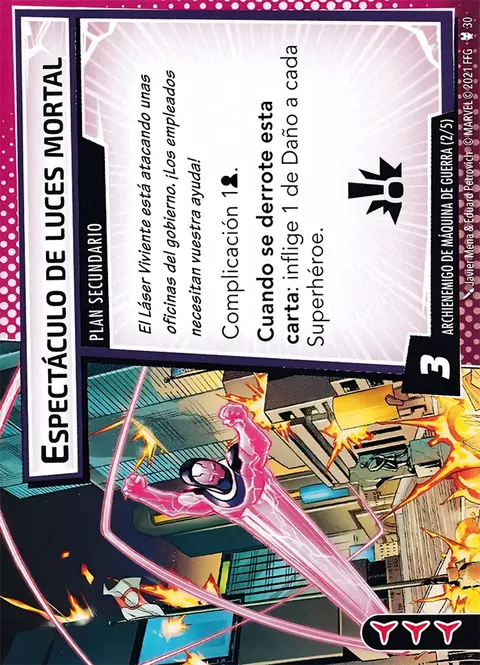 ESPECTÁCULO DE LUCES MORTAL
PLAN SECUNDARIO
El Láser Viviente está atacando unas
oficinas del gobierno. ¡Los empleados
necesitan vuestra ayuda!
Complicación 1.
Cuando se derrote esta
carta: inflige 1 de Daño a cada
Superhéroe.
3
ARCHIENEMIGO DE MÁQUINA DE GUERRA (2/5)
Javier Meña & Eduard Petrovich © MARVEL © 2021 FFG 30